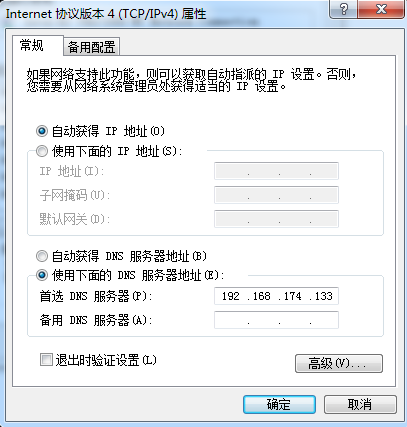 Internet 协议版本 4 (TCP/IPv4) 属性
常规 备用配置
如果网络支持此功能，则可以获取自动指派的 IP 设置。否则，
您需要从网络系统管理员处获得适当的 IP 设置。
自动获得 IP 地址(O)
使用下面的 IP 地址(S):
IP 地址(I): . . .
子网掩码(U): . . .
默认网关(D): . . .
自动获得 DNS 服务器地址(B)
使用下面的 DNS 服务器地址(E):
首选 DNS 服务器(P): 192 .168 .174 .133
备用 DNS 服务器(A): . . .
退出时验证设置(L)
高级(V)...
确定 取消